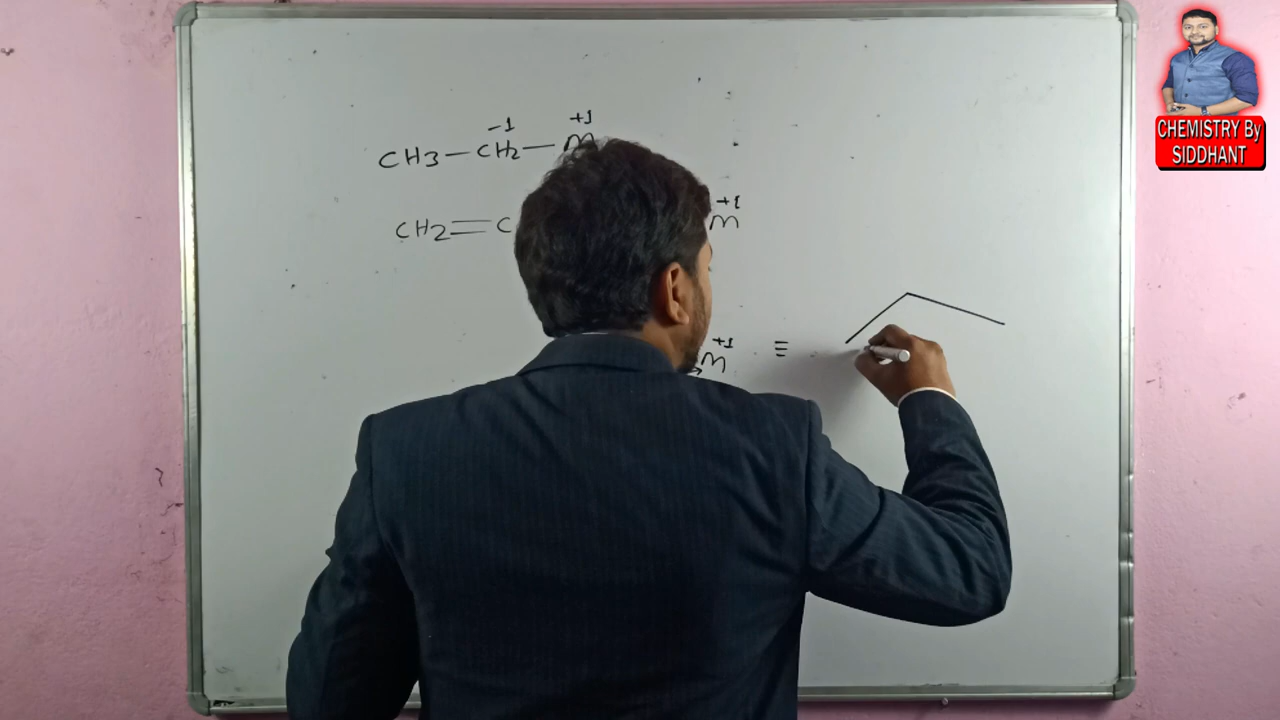 -1 +1
CH3—CH2—M
+1
CH2=C M
+1
M ≡
CHEMISTRY By
SIDDHANT